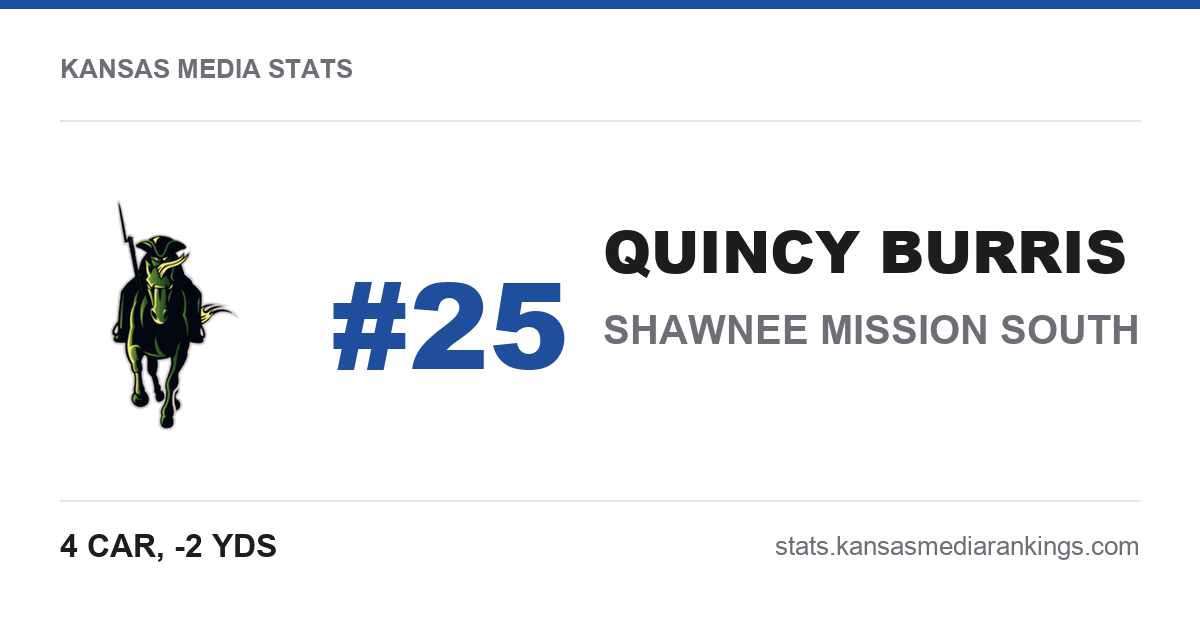 KANSAS MEDIA STATS
#25
QUINCY BURRIS
SHAWNEE MISSION SOUTH
4 CAR, -2 YDS
stats.kansasmediarankings.com